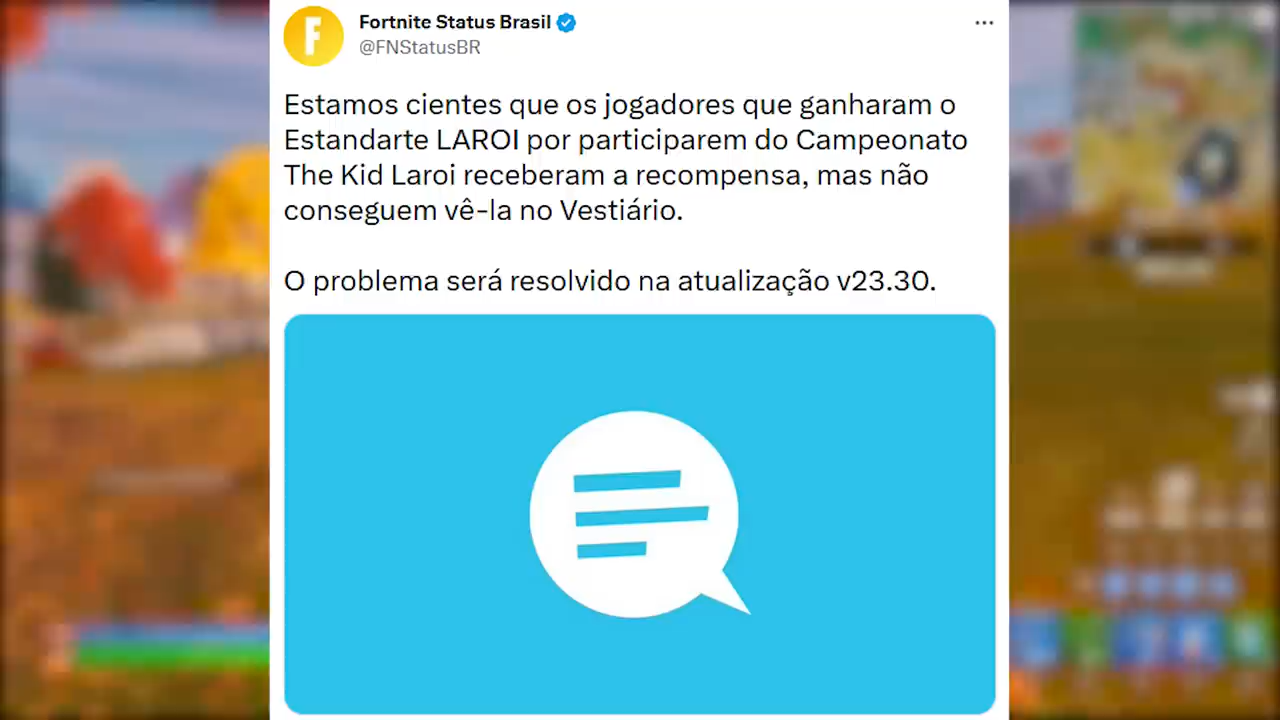 Fortnite Status Brasil
@FNStatusBR
Estamos cientes que os jogadores que ganharam o
Estandarte LAROI por participarem do Campeonato
The Kid Laroi receberam a recompensa, mas não
conseguem vê-la no Vestiário.
O problema será resolvido na atualização v23.30.